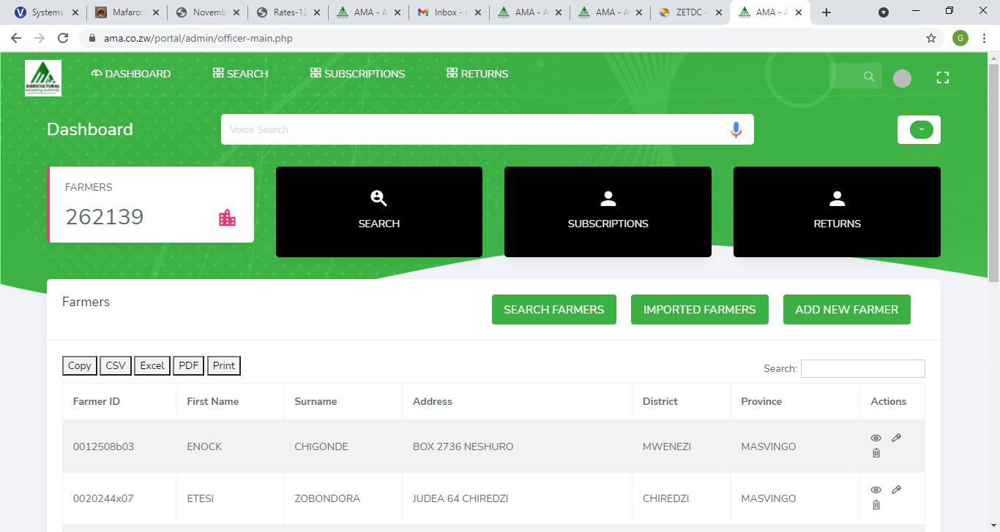 Systems
Mafaro:
Novemb
Rates-12
AMA - A
Inbox - r
AMA - A
AMA - A
ZETDC -
AMA - A
ama.co.zw/portal/admin/officer-main.php
G
AGRICULTURAL
Marketing Authority
DASHBOARD
SEARCH
SUBSCRIPTIONS
RETURNS
Dashboard
Voice Search
FARMERS
262139
SEARCH
SUBSCRIPTIONS
RETURNS
Farmers
SEARCH FARMERS
IMPORTED FARMERS
ADD NEW FARMER
Copy CSV Excel PDF Print
Search:
Farmer ID First Name Surname Address District Province Actions
0012508b03 ENOCK CHIGONDE BOX 2736 NESHURO MWENEZI MASVINGO
0020244x07 ETESI ZOBONDORA JUDEA 64 CHIREDZI CHIREDZI MASVINGO